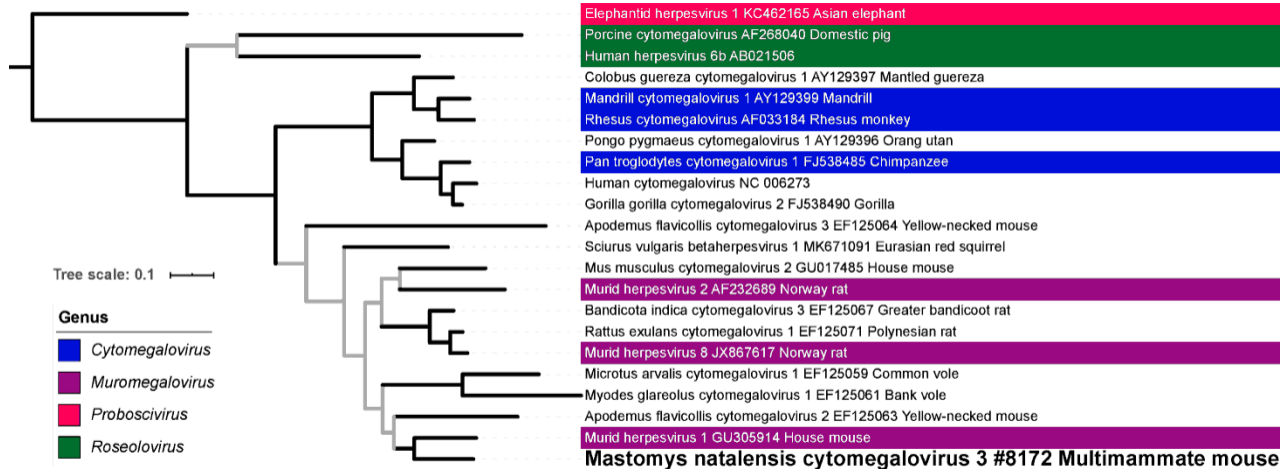 Elephantid herpesvirus 1 KC462165 Asian elephant
Porcine cytomegalovirus AF268040 Domestic pig
Human herpesvirus 6b AB021506
Colobus guereza cytomegalovirus 1 AY129397 Mantled guereza
Mandrill cytomegalovirus 1 AY129399 Mandrill
Rhesus cytomegalovirus AF033184 Rhesus monkey
Pongo pygmaeus cytomegalovirus 1 AY129396 Orang utan
Pan troglodytes cytomegalovirus 1 FJ538485 Chimpanzee
Human cytomegalovirus NC 006273
Gorilla gorilla cytomegalovirus 2 FJ538490 Gorilla
Apodemus flavicollis cytomegalovirus 3 EF125064 Yellow-necked mouse
Sciurus vulgaris betaherpesvirus 1 MK671091 Eurasian red squirrel
Mus musculus cytomegalovirus 2 GU017485 House mouse
Murid herpesvirus 2 AF232689 Norway rat
Bandicota indica cytomegalovirus 3 EF125067 Greater bandicoot rat
Rattus exulans cytomegalovirus 1 EF125071 Polynesian rat
Murid herpesvirus 8 JX867617 Norway rat
Microtus arvalis cytomegalovirus 1 EF125059 Common vole
Myodes glareolus cytomegalovirus 1 EF125061 Bank vole
Apodemus flavicollis cytomegalovirus 2 EF125063 Yellow-necked mouse
Murid herpesvirus 1 GU305914 House mouse
Mastomys natalensis cytomegalovirus 3 #8172 Multimammate mouse
Tree scale: 0.1
Genus
Cytomegalovirus
Muromegalovirus
Proboscivirus
Roseolovirus